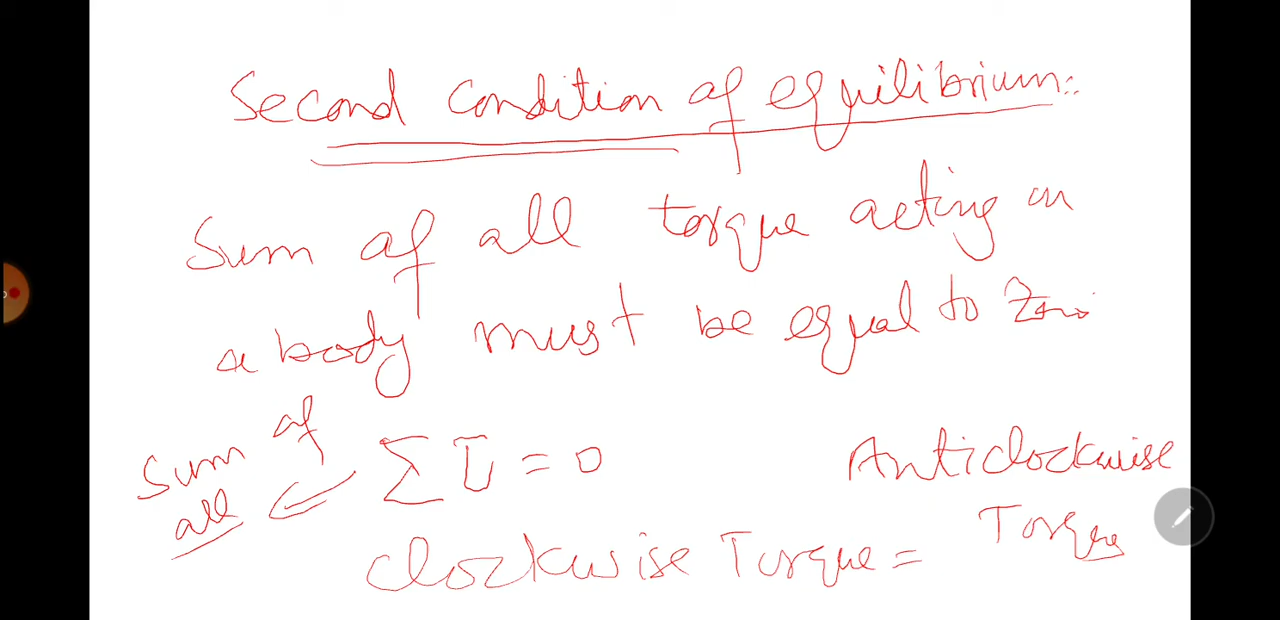 Second condition of equilibrium:
Sum of all torque acting on
a body must be equal to Zero
Sum of
all
Σ τ = 0
Anticlockwise
Torque
clockwise Torque =